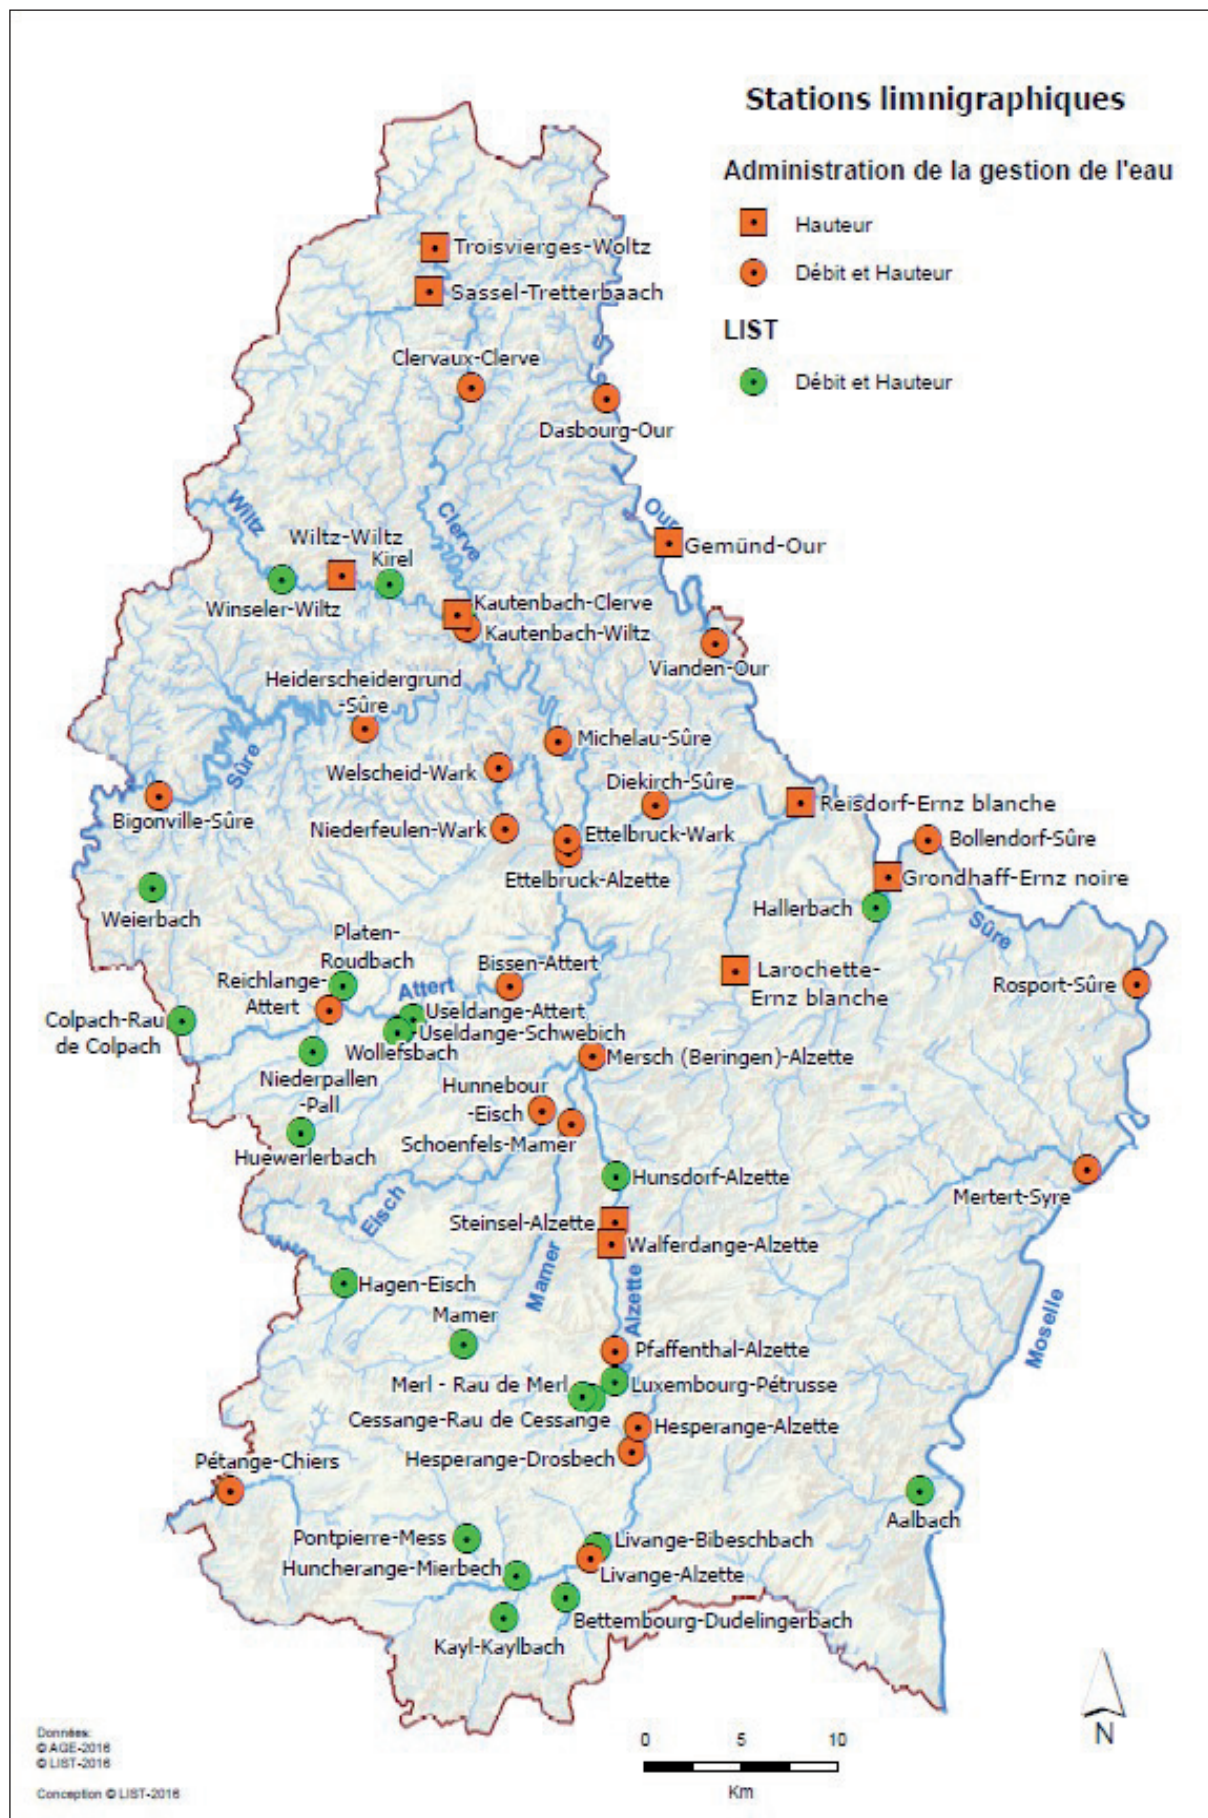 Stations limnigraphiques
Administration de la gestion de l'eau
Hauteur
Débit et Hauteur
LIST
Débit et Hauteur
Troisvierges-Woltz
Sassel-Tretterbaach
Clervaux-Clerve
Dasbourg-Our
Wiltz
Clerve
Our
Wiltz-Wiltz
Kirel
Gemünd-Our
Winseler-Wiltz
Kautenbach-Clerve
Kautenbach-Wiltz
Vianden-Our
Heiderscheidergrund
-Sûre
Sûre
Michelau-Sûre
Welscheid-Wark
Diekirch-Sûre
Reisdorf-Ernz blanche
Bigonville-Sûre
Niederfeulen-Wark
Ettelbruck-Wark
Bollendorf-Sûre
Ettelbruck-Alzette
Grondhaff-Ernz noire
Weierbach
Hallerbach
Sûre
Platen-
Roudbach
Bissen-Attert
Reichlange-
Attert
Attert
Larochette-
Ernz blanche
Rosport-Sûre
Colpach-Rau
de Colpach
Useldange-Attert
Useldange-Schwebich
Wollefsbach
Mersch (Beringen)-Alzette
Niederpallen
-Pall
Hunnebour
-Eisch
Schoenfels-Mamer
Huewerlerbach
Hunsdorf-Alzette
Mertert-Syre
Eisch
Steinsel-Alzette
Walferdange-Alzette
Mamer
Hagen-Eisch
Alzette
Moselle
Mamer
Pfaffenthal-Alzette
Merl - Rau de Merl
Luxembourg-Pétrusse
Cessange-Rau de Cessange
Hesperange-Alzette
Hesperange-Drosbech
Pétange-Chiers
Aalbach
Pontpierre-Mess
Livange-Bibeschbach
Huncherange-Mierbech
Livange-Alzette
Bettembourg-Dudelingerbach
Kayl-Kaylbach
Données:
© AGE-2016
© LIST-2016
Conception © LIST-2016
0 5 10
Km
N